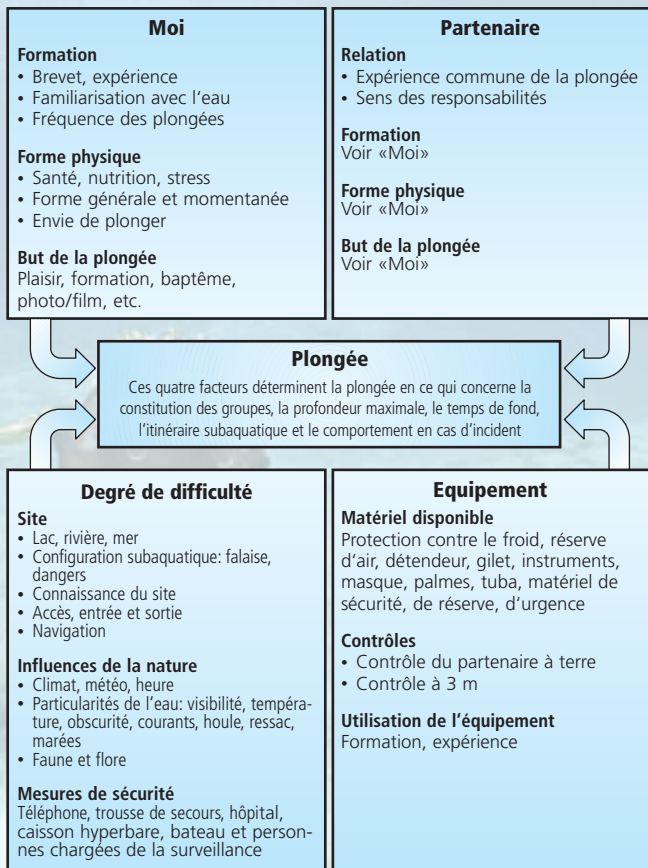 Moi
Formation
• Brevet, expérience
• Familiarisation avec l'eau
• Fréquence des plongées
Forme physique
• Santé, nutrition, stress
• Forme générale et momentanée
• Envie de plonger
But de la plongée
Plaisir, formation, baptême,
photo/film, etc.
Partenaire
Relation
• Expérience commune de la plongée
• Sens des responsabilités
Formation
Voir «Moi»
Forme physique
Voir «Moi»
But de la plongée
Voir «Moi»
Plongée
Ces quatre facteurs déterminent la plongée en ce qui concerne la
constitution des groupes, la profondeur maximale, le temps de fond,
l'itinéraire subaquatique et le comportement en cas d'incident
Degré de difficulté
Site
• Lac, rivière, mer
• Configuration subaquatique: falaise,
dangers
• Connaissance du site
• Accès, entrée et sortie
• Navigation
Influences de la nature
• Climat, météo, heure
• Particularités de l'eau: visibilité, tempéra-
ture, obscurité, courants, houle, ressac,
marées
• Faune et flore
Mesures de sécurité
Téléphone, trousse de secours, hôpital,
caisson hyperbare, bateau et person-
nes chargées de la surveillance
Equipement
Matériel disponible
Protection contre le froid, réserve
d'air, détendeur, gilet, instruments,
masque, palmes, tuba, matériel de
sécurité, de réserve, d'urgence
Contrôles
• Contrôle du partenaire à terre
• Contrôle à 3 m
Utilisation de l'équipement
Formation, expérience